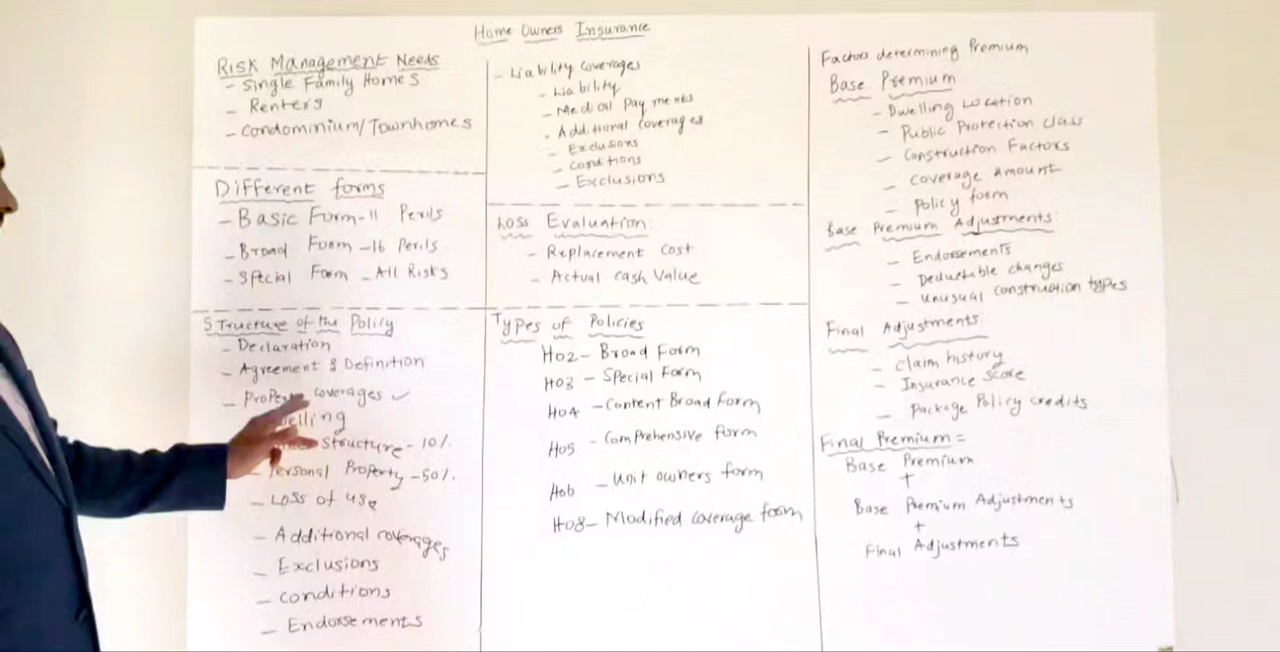 Home Owners Insurance
Risk Management Needs
- Single Family Homes
- Renters
- Condominium/Townhomes
Different forms
- Basic Form - 11 Perils
- Broad Form - 16 Perils
- Special Form - All Risks
Structure of the Policy
- Declaration
- Agreement & Definition
- coverages ✓
Structure - 10%.
- Personal Property - 50%.
- Loss of use
- Additional coverages
- Exclusions
- conditions
- Endorsements
- Liability coverages
- Liability
- Medical Payments
- Additional coverages
- Exclusions
- conditions
- Exclusions
Loss Evaluation:
- Replacement cost
- Actual cash Value
Types of Policies
HO2 - Broad Form
HO3 - Special Form
HO4 - Content Broad Form
HO5 - Comprehensive form
HO6 - Unit owners form
HO8 - Modified coverage form
Factors determining Premium
Base Premium
- Dwelling Location
- Public Protection class
- Construction Factors
- Coverage Amount
- Policy form
Base Premium Adjustments
- Endorsements
- Deductable changes
- unusual construction types
Final Adjustments
- Claim history
- Insurance score
- Package Policy credits
Final Premium =
Base Premium
+
Base Premium Adjustments
+
Final Adjustments